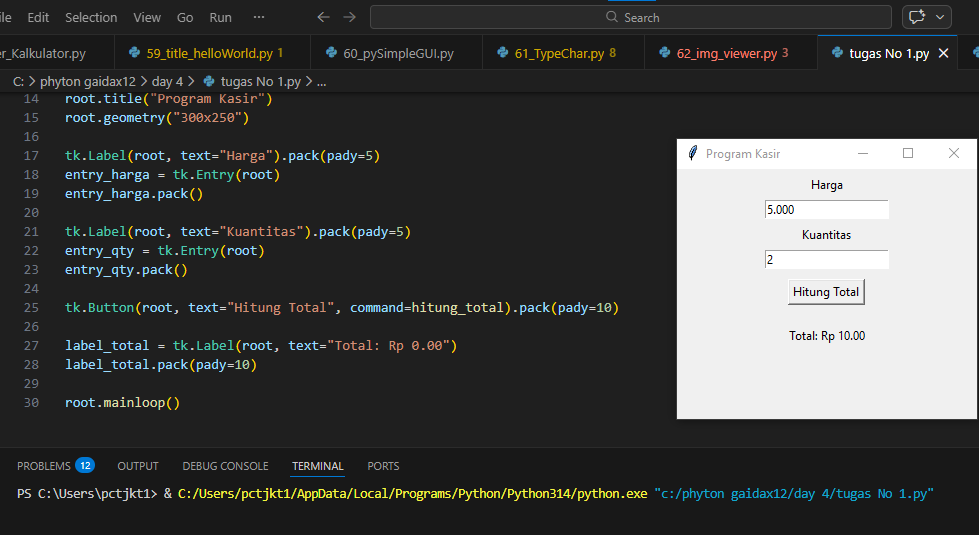 Edit Selection View Go Run ··· Search
er_Kalkulator.py 59_title_helloWorld.py 1 60_pySimpleGUI.py 61_TypeChar.py 8 62_img_viewer.py 3 tugas No 1.py
C: > phyton gaidax12 > day 4 > tugas No 1.py > ...
14 root.title("Program Kasir")
15 root.geometry("300x250")
16
17 tk.Label(root, text="Harga").pack(pady=5)
18 entry_harga = tk.Entry(root)
19 entry_harga.pack()
20
21 tk.Label(root, text="Kuantitas").pack(pady=5)
22 entry_qty = tk.Entry(root)
23 entry_qty.pack()
24
25 tk.Button(root, text="Hitung Total", command=hitung_total).pack(pady=10)
26
27 label_total = tk.Label(root, text="Total: Rp 0.00")
28 label_total.pack(pady=10)
29
30 root.mainloop()
Program Kasir
Harga
5.000
Kuantitas
2
Hitung Total
Total: Rp 10.00
PROBLEMS 12 OUTPUT DEBUG CONSOLE TERMINAL PORTS
PS C:\Users\pctjkt1> & C:/Users/pctjkt1/AppData/Local/Programs/Python/Python314/python.exe "c:/phyton gaidax12/day 4/tugas No 1.py"